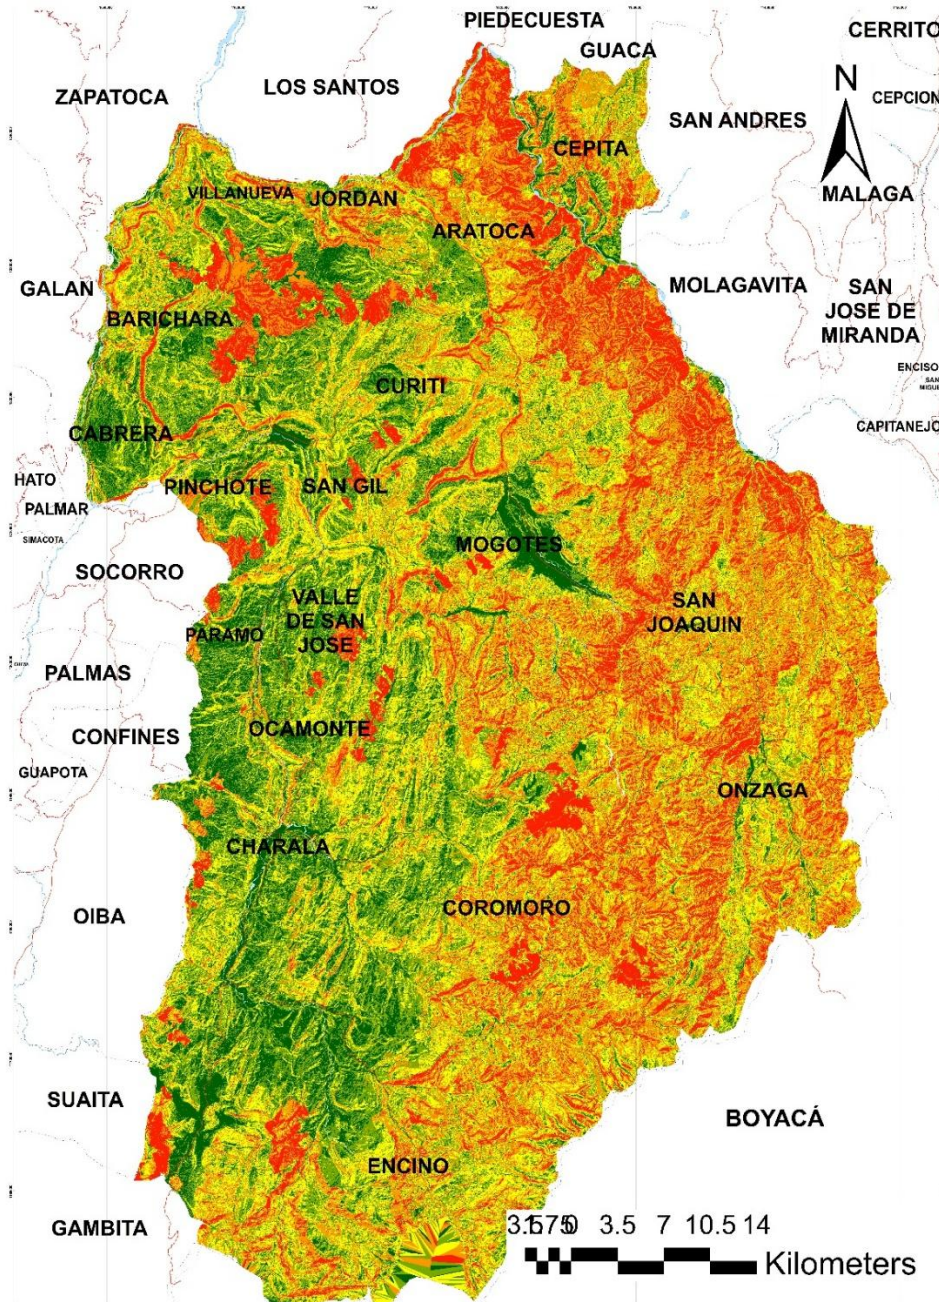 PIEDECUESTA
GUACA
CERRITO
ZAPATOCA
LOS SANTOS
N
CEPCION
SAN ANDRES
CEPITA
VILLANUEVA
JORDAN
MALAGA
ARATOCA
GALAN
MOLAGAVITA
SAN
JOSE DE
MIRANDA
BARICHARA
ENCISO
SAN
MIGUE
CURITI
CAPITANEJO
CABRERA
HATO
PINCHOTE
SAN GIL
PALMAR
SIMACOTA
MOGOTES
SOCORRO
VALLE
DE SAN
JOSE
SAN
JOAQUIN
PARAMO
PALMAS
OCAMONTE
CONFINES
GUAPOTA
ONZAGA
CHARALA
COROMORO
OIBA
SUAITA
BOYACÁ
ENCINO
GAMBITA
3.5 7 10.5 14
Kilometers